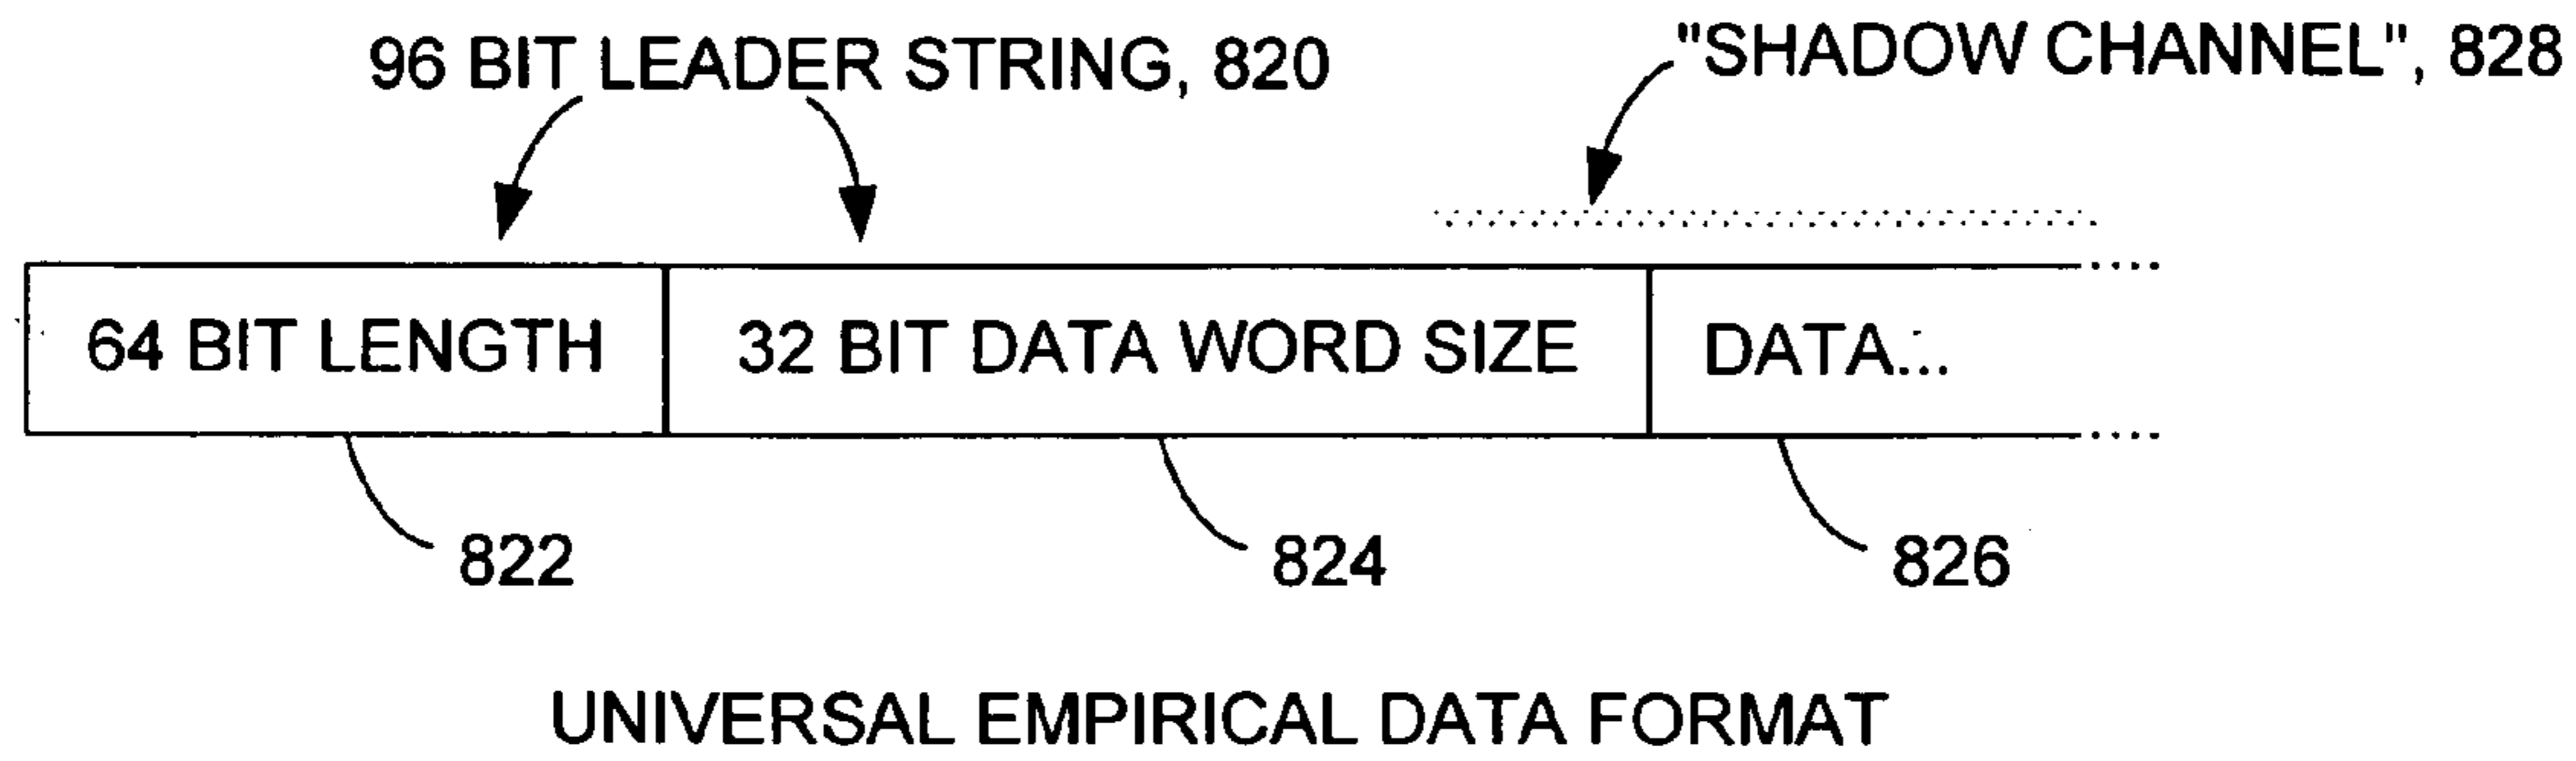 96 BIT LEADER STRING, 820
"SHADOW CHANNEL", 828
64 BIT LENGTH
32 BIT DATA WORD SIZE
DATA...
822
824
826
UNIVERSAL EMPIRICAL DATA FORMAT